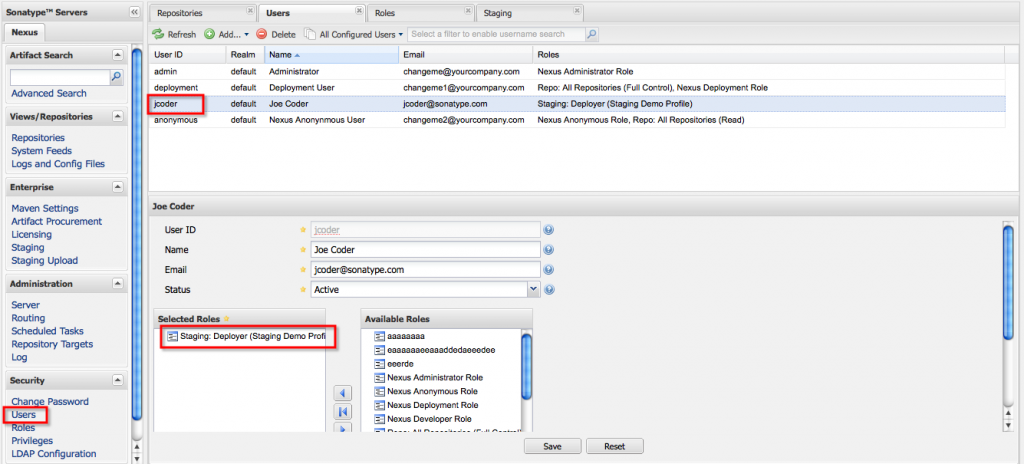 Sonatype™ Servers
Nexus
Artifact Search
Advanced Search
Views/Repositories
Repositories
System Feeds
Logs and Config Files
Enterprise
Maven Settings
Artifact Procurement
Licensing
Staging
Staging Upload
Administration
Server
Routing
Scheduled Tasks
Repository Targets
Log
Security
Change Password
Users
Roles
Privileges
LDAP Configuration
Repositories Users Roles Staging
Refresh Add... Delete All Configured Users Select a filter to enable username search
User ID Realm Name Email Roles
admin default Administrator changeme@yourcompany.com Nexus Administrator Role
deployment default Deployment User changeme1@yourcompany.com Repo: All Repositories (Full Control), Nexus Deployment Role
jcoder default Joe Coder jcoder@sonatype.com Staging: Deployer (Staging Demo Profile)
anonymous default Nexus Anonynmous User changeme2@yourcompany.com Nexus Anonymous Role, Repo: All Repositories (Read)
Joe Coder
User ID jcoder
Name Joe Coder
Email jcoder@sonatype.com
Status Active
Selected Roles
Staging: Deployer (Staging Demo Profi
Available Roles
aaaaaaaa
Nexus Administrator Role
Nexus Anonymous Role
Nexus Deployment Role
Nexus Developer Role
Repo: All Repositories (Full Control)
Save Reset